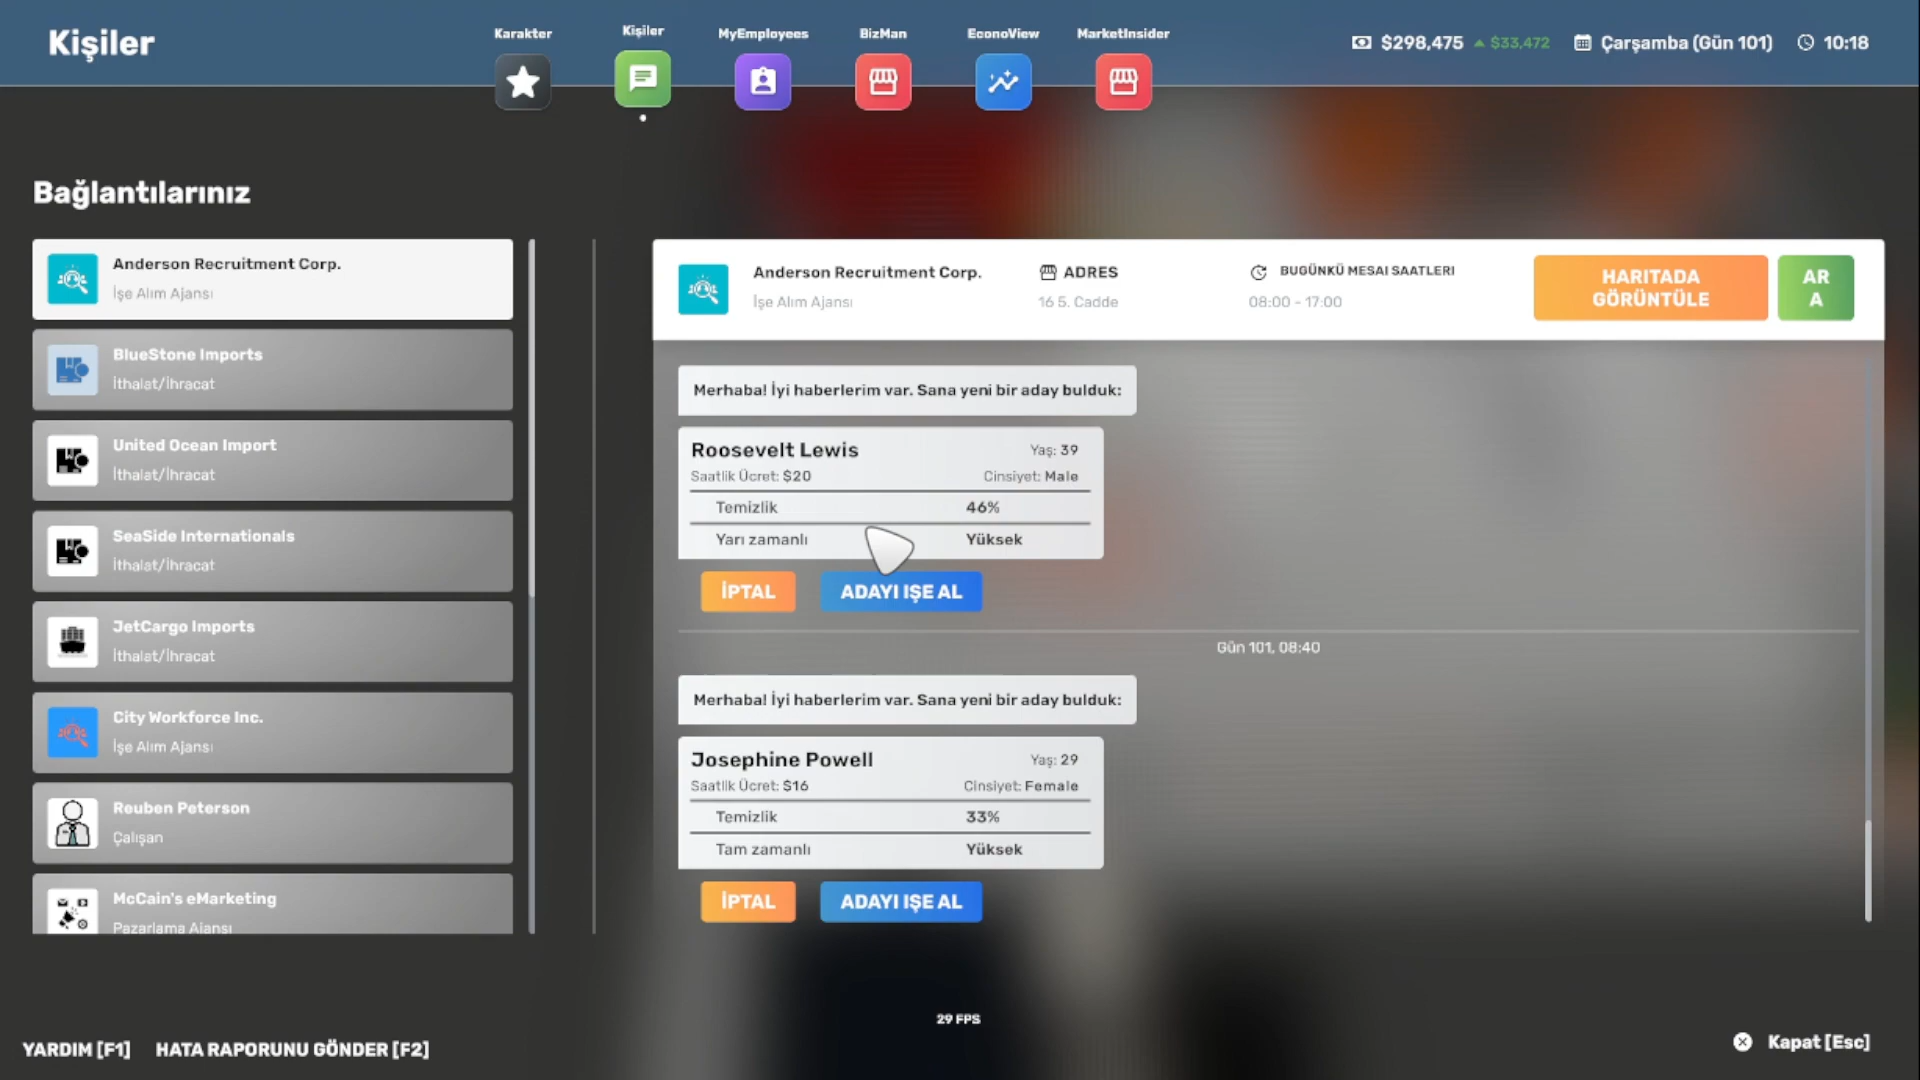 Kişiler
Karakter
Kişiler
MyEmployees
BizMan
EconoView
MarketInsider
$298,475
$33,472
Çarşamba (Gün 101)
10:18
Bağlantılarınız
Anderson Recruitment Corp.
İşe Alım Ajansı
BlueStone Imports
İthalat/İhracat
United Ocean Import
İthalat/İhracat
SeaSide Internationals
İthalat/İhracat
JetCargo Imports
İthalat/İhracat
City Workforce Inc.
İşe Alım Ajansı
Reuben Peterson
Çalışan
McCain's eMarketing
Pazarlama Ajansı
Anderson Recruitment Corp.
İşe Alım Ajansı
ADRES
16 5. Cadde
BUGÜNKÜ MESAI SAATLERI
08:00 - 17:00
HARITADA
GÖRÜNTÜLE
AR
A
Merhaba! İyi haberlerim var. Sana yeni bir aday bulduk:
Roosevelt Lewis
Yaş: 39
Saatlik Ücret: $20
Cinsiyet: Male
Temizlik 46%
Yarı zamanlı Yüksek
İPTAL
ADAYI IŞE AL
Gün 101, 08:40
Merhaba! İyi haberlerim var. Sana yeni bir aday bulduk:
Josephine Powell
Yaş: 29
Saatlik Ücret: $16
Cinsiyet: Female
Temizlik 33%
Tam zamanlı Yüksek
İPTAL
ADAYI IŞE AL
29 FPS
YARDIM [F1]
HATA RAPORUNU GÖNDER [F2]
Kapat [Esc]